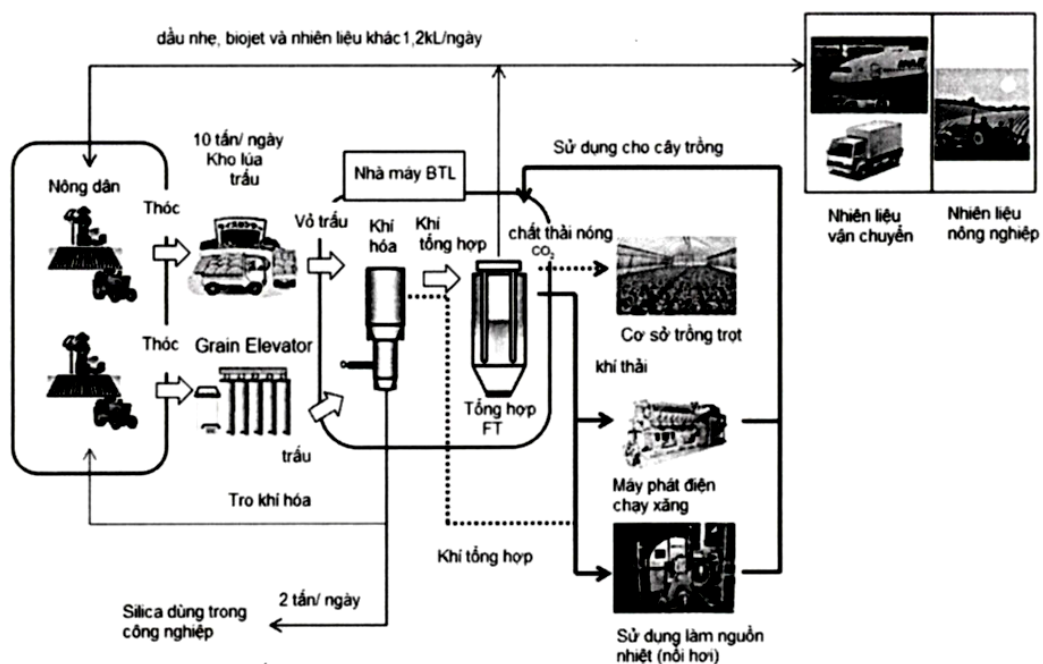 dầu nhẹ, biojet và nhiên liệu khác1,2kL/ngày
10 tấn/ ngày
Kho lúa
trấu
Nông dân
Thóc
Thóc
Grain Elevator
trấu
Vỏ trấu
Nhà máy BTL
Khí
hóa
Khí
tổng hợp
Tổng hợp
FT
Sử dụng cho cây trồng
chất thải nóng
CO2
Cơ sở trồng trọt
khí thải
Máy phát điện
chạy xăng
Khí tổng hợp
Sử dụng làm nguồn
nhiệt (nồi hơi)
Tro khí hóa
2 tấn/ ngày
Silica dùng trong
công nghiệp
Nhiên liệu
vận chuyển
Nhiên liệu
nông nghiệp